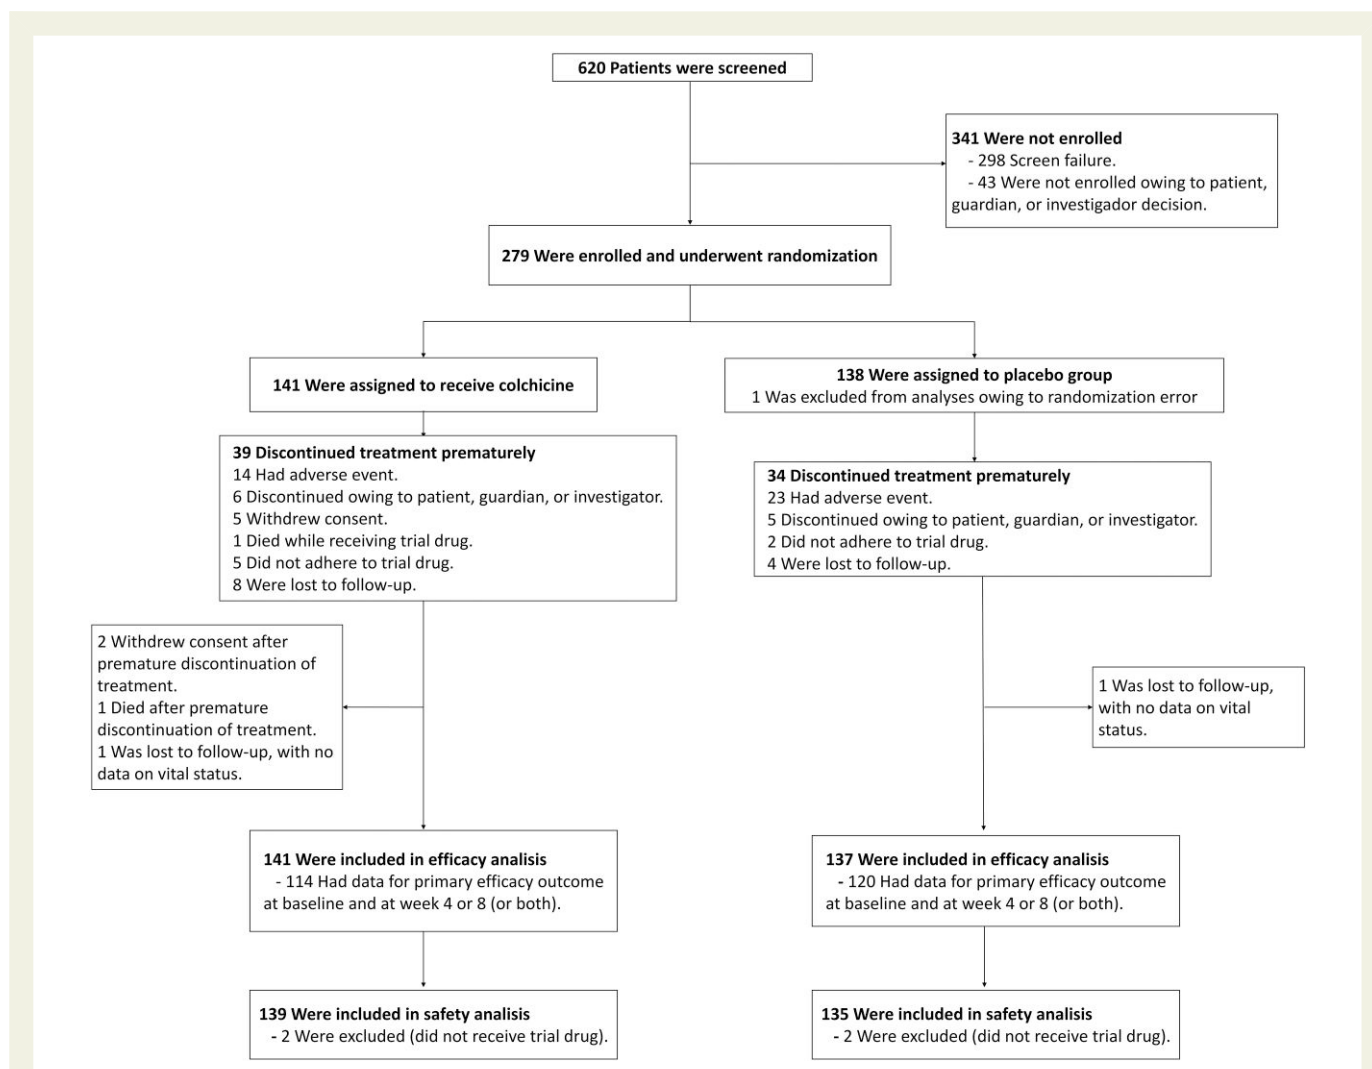 620 Patients were screened
341 Were not enrolled
- 298 Screen failure.
- 43 Were not enrolled owing to patient,
guardian, or investigador decision.
279 Were enrolled and underwent randomization
141 Were assigned to receive colchicine
138 Were assigned to placebo group
1 Was excluded from analyses owing to randomization error
39 Discontinued treatment prematurely
14 Had adverse event.
6 Discontinued owing to patient, guardian, or investigator.
5 Withdrew consent.
1 Died while receiving trial drug.
5 Did not adhere to trial drug.
8 Were lost to follow-up.
34 Discontinued treatment prematurely
23 Had adverse event.
5 Discontinued owing to patient, guardian, or investigator.
2 Did not adhere to trial drug.
4 Were lost to follow-up.
2 Withdrew consent after
premature discontinuation of
treatment.
1 Died after premature
discontinuation of treatment.
1 Was lost to follow-up, with no
data on vital status.
1 Was lost to follow-up,
with no data on vital
status.
141 Were included in efficacy analisis
- 114 Had data for primary efficacy outcome
at baseline and at week 4 or 8 (or both).
137 Were included in efficacy analisis
- 120 Had data for primary efficacy outcome
at baseline and at week 4 or 8 (or both).
139 Were included in safety analisis
- 2 Were excluded (did not receive trial drug).
135 Were included in safety analisis
- 2 Were excluded (did not receive trial drug).